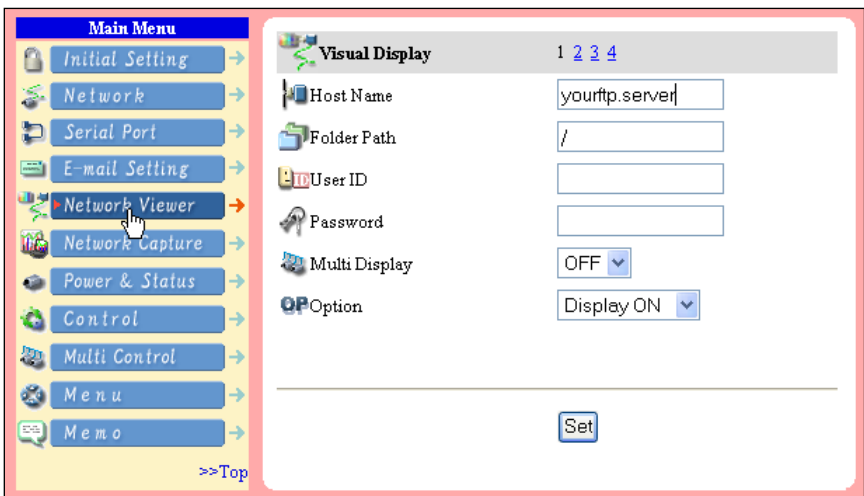 Main Menu
Initial Setting
Network
Serial Port
E-mail Setting
Network Viewer
Network Capture
Power & Status
Control
Multi Control
Menu
Memo
>>Top
Visual Display 1 2 3 4
Host Name yourftp.server
Folder Path /
ID User ID
Password
Multi Display OFF
OP Option Display ON
Set